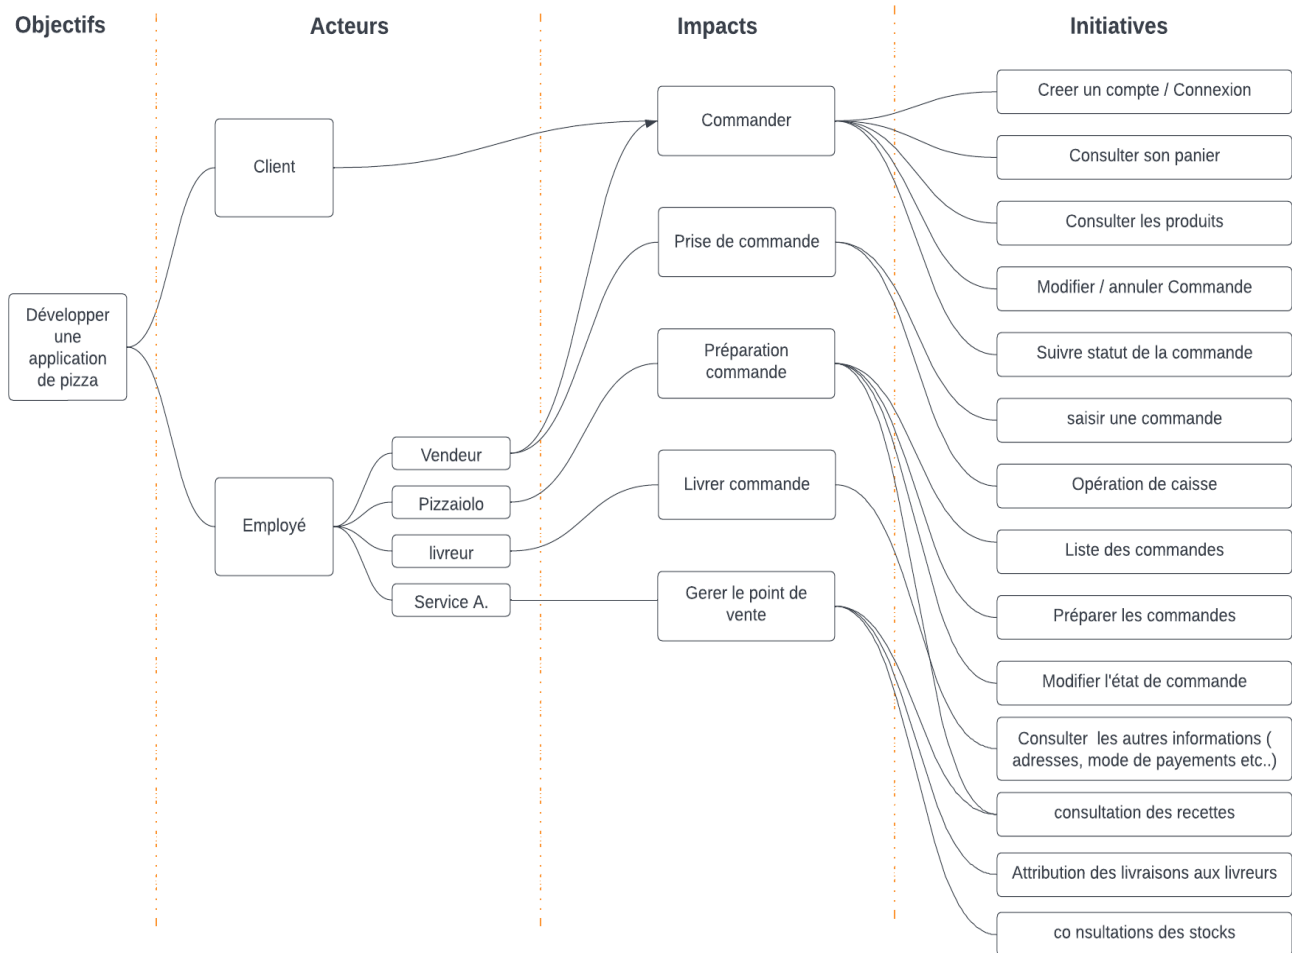 Objectifs
Acteurs
Impacts
Initiatives
Développer
une
application
de pizza
Client
Employé
Vendeur
Pizzaiolo
livreur
Service A.
Commander
Prise de commande
Préparation
commande
Livrer commande
Gerer le point de
vente
Creer un compte / Connexion
Consulter son panier
Consulter les produits
Modifier / annuler Commande
Suivre statut de la commande
saisir une commande
Opération de caisse
Liste des commandes
Préparer les commandes
Modifier l'état de commande
Consulter  les autres informations (
adresses, mode de payements etc..)
consultation des recettes
Attribution des livraisons aux livreurs
co nsultations des stocks